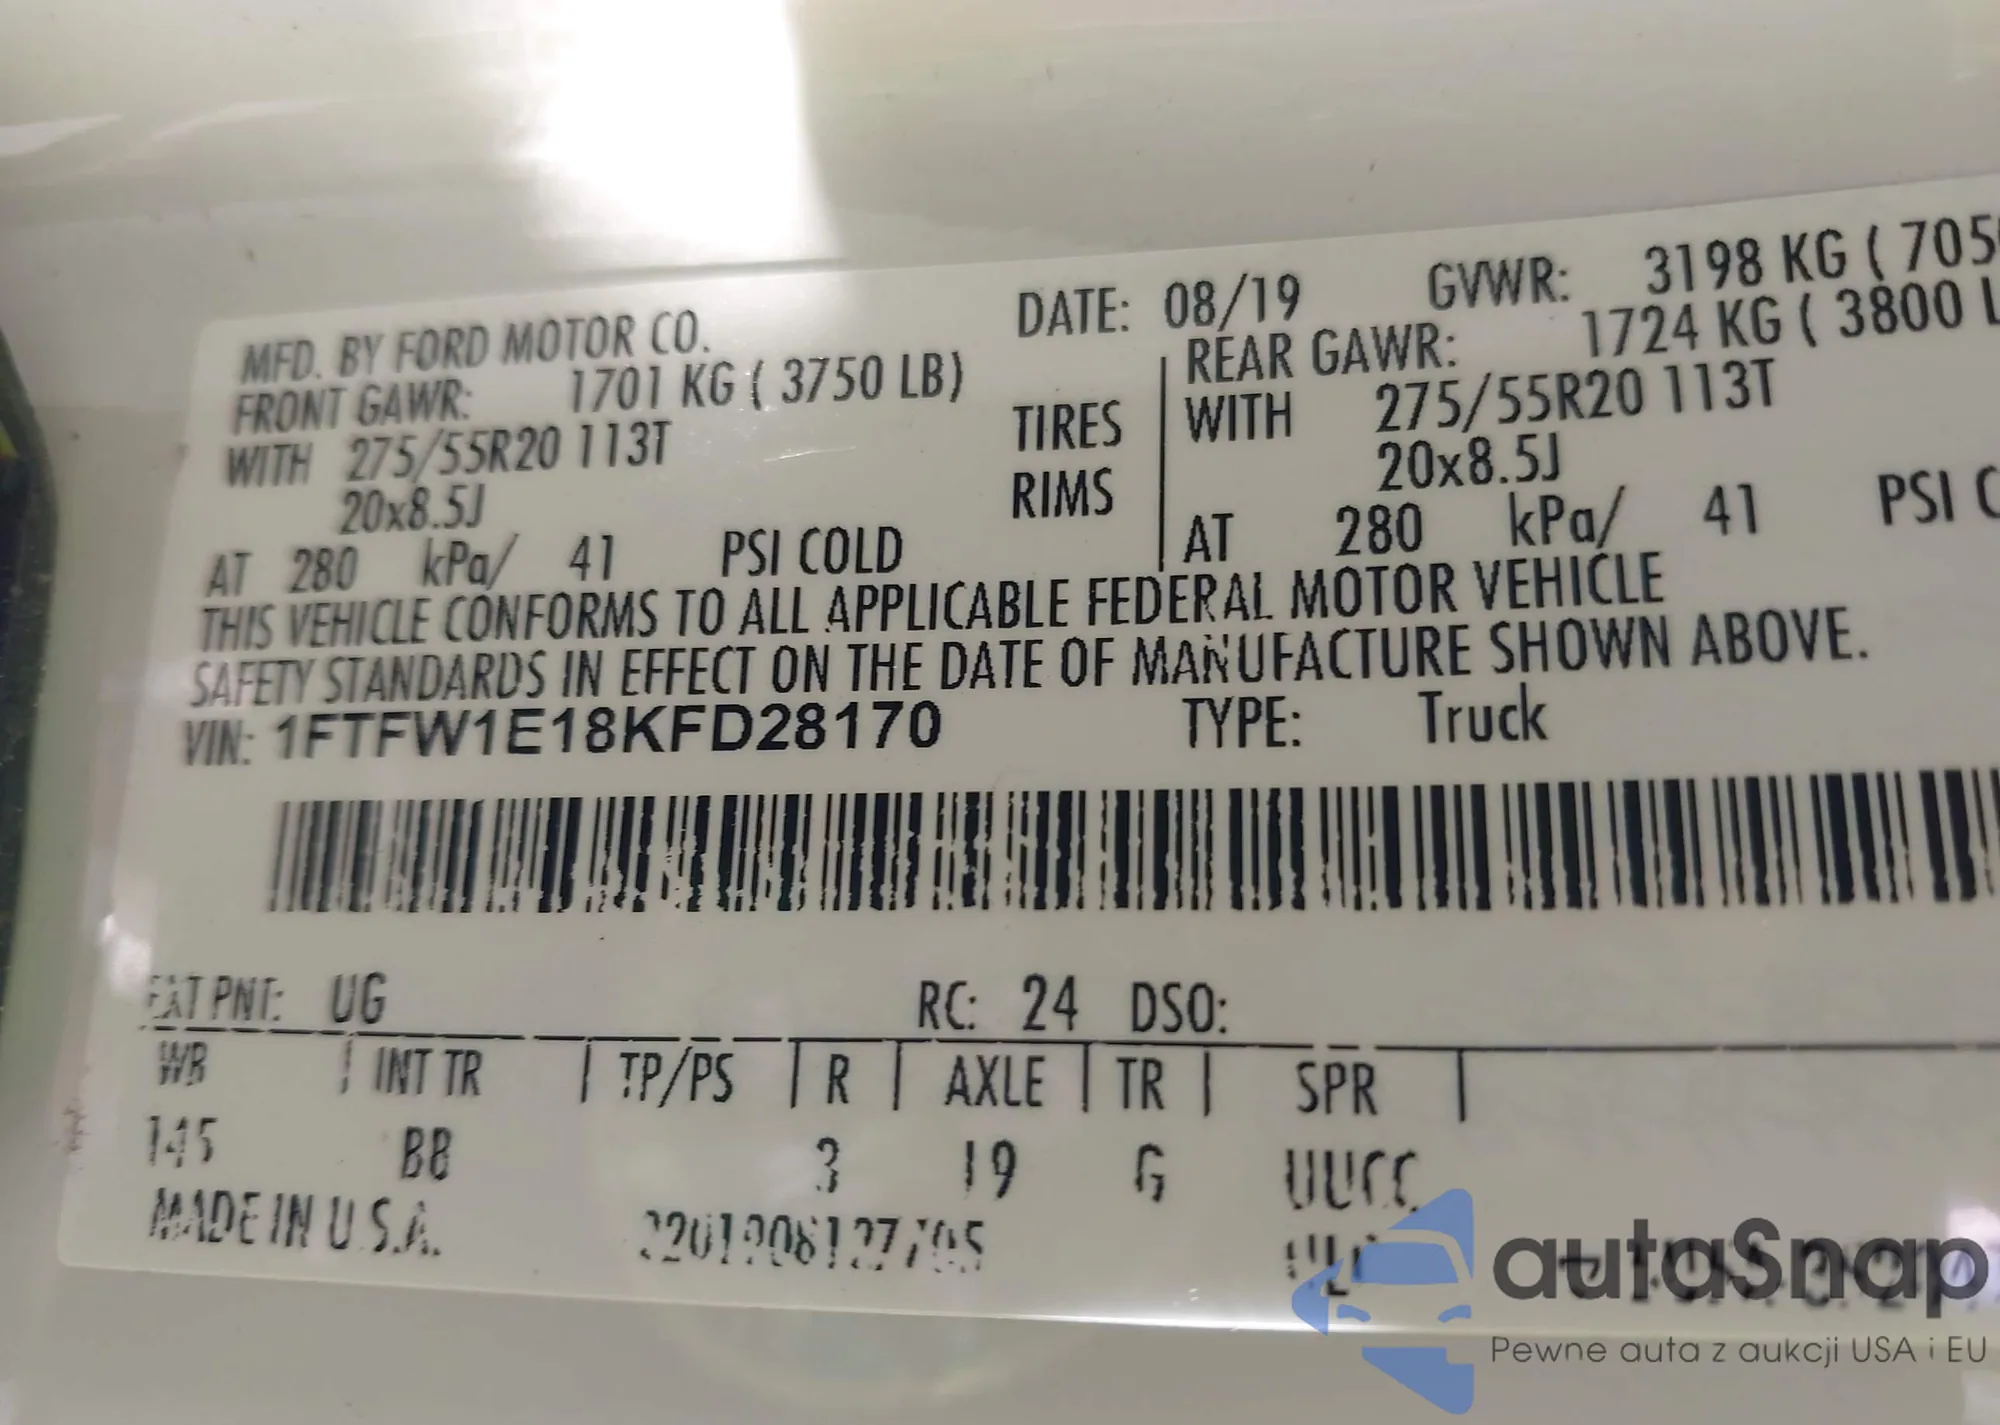 MFD. BY FORD MOTOR CO. DATE: 08/19 GVWR: 3198 KG ( 705
FRONT GAWR: 1701 KG ( 3750 LB) REAR GAWR: 1724 KG ( 3800 L
WITH 275/55R20 113T TIRES WITH 275/55R20 113T
20x8.5J RIMS 20x8.5J
AT 280 kPa/ 41 PSI COLD AT 280 kPa/ 41 PSI C
THIS VEHICLE CONFORMS TO ALL APPLICABLE FEDERAL MOTOR VEHICLE
SAFETY STANDARDS IN EFFECT ON THE DATE OF MANUFACTURE SHOWN ABOVE.
VIN: 1FTFW1E18KFD28170 TYPE: Truck
EXT PNT: UG RC: 24 DSO:
WB INT TR TP/PS R AXLE TR SPR
145 BB 3 19 G UUCC
MADE IN U.S.A.
autaSnap
Pewne auta z aukcji USA i EU